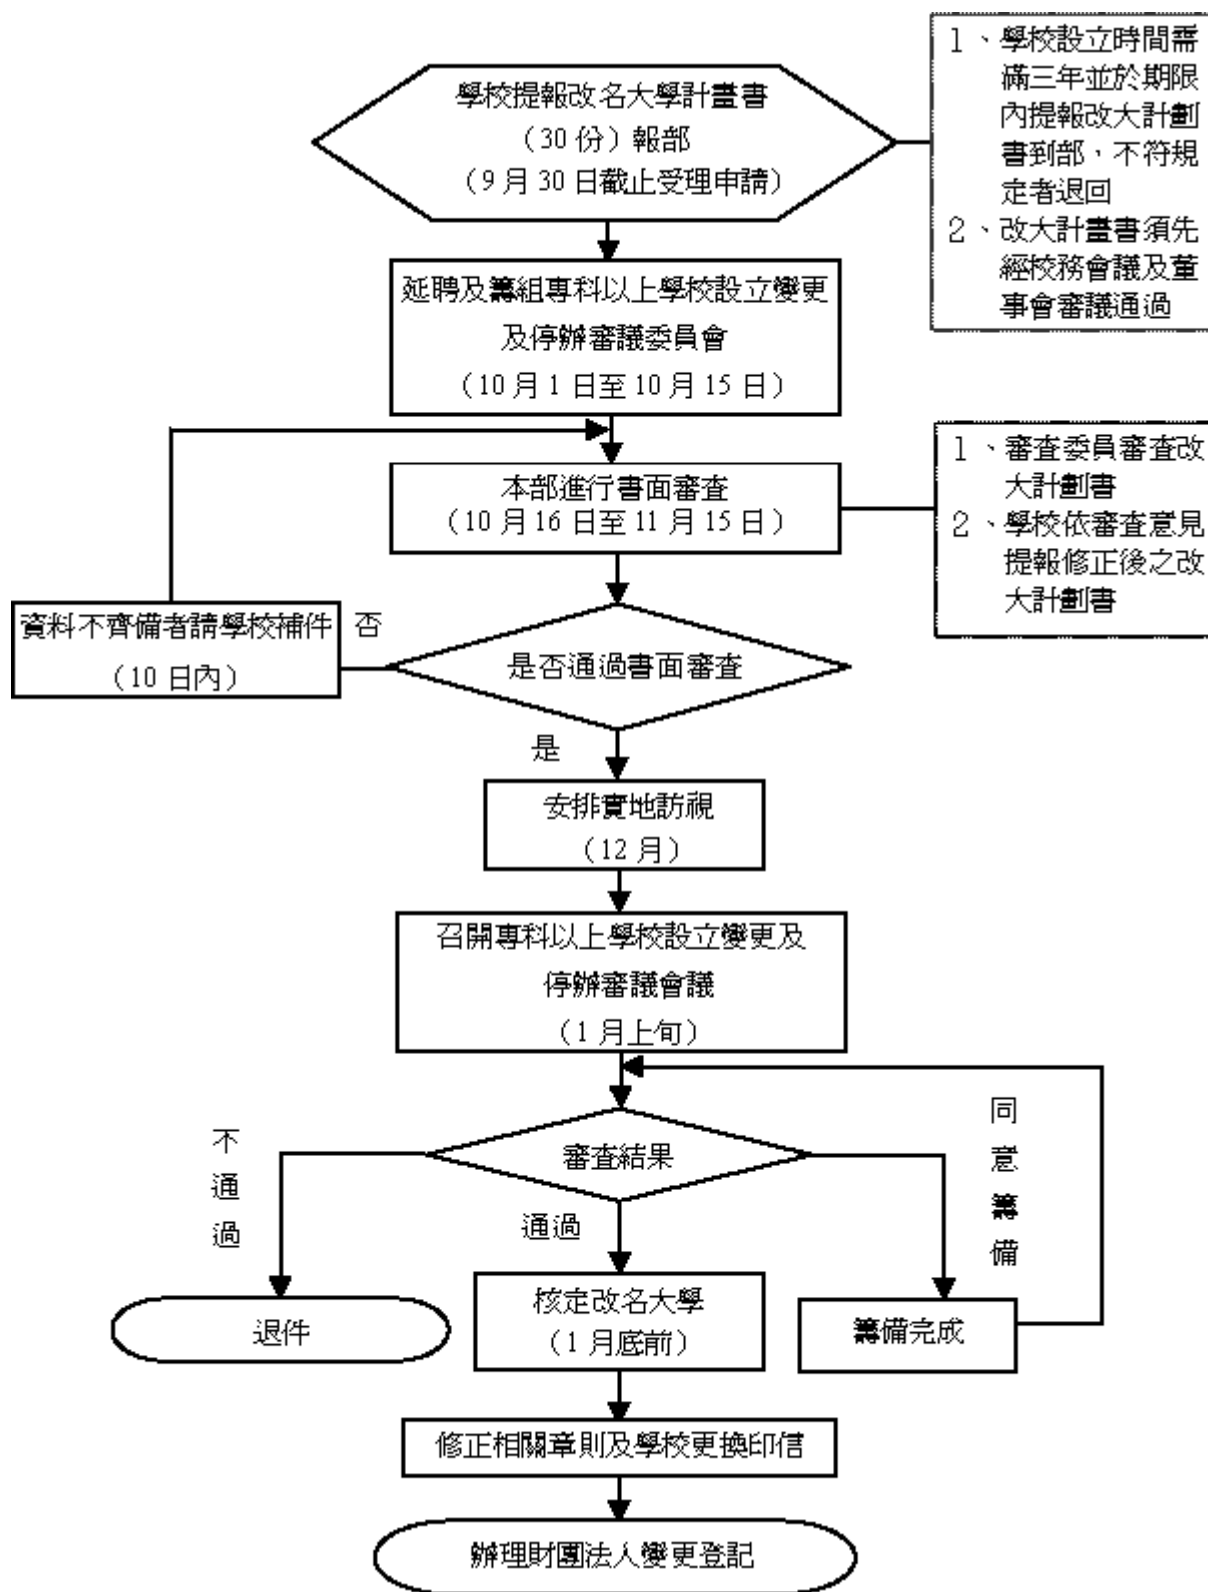 學校提報改名大學計畫書
（30 份）報部
（9 月 30 日截止受理申請）
1、學校設立時間需
滿三年並於期限
內提報改大計劃
書到部，不符規
定者退回
2、改大計畫書須先
經校務會議及董
事會審議通過
延聘及籌組專科以上學校設立變更
及停辦審議委員會
（10 月 1 日至 10 月 15 日）
本部進行書面審查
（10 月 16 日至 11 月 15 日）
1、審查委員審查改
大計劃書
2、學校依審查意見
提報修正後之改
大計劃書
資料不齊備者請學校補件
（10 日內）
否
是否通過書面審查
是
安排實地訪視
（12 月）
召開專科以上學校設立變更及
停辦審議會議
（1 月上旬）
審查結果
不通過
通過
同意籌備
退件
核定改名大學
（1 月底前）
籌備完成
修正相關章則及學校更換印信
辦理財團法人變更登記